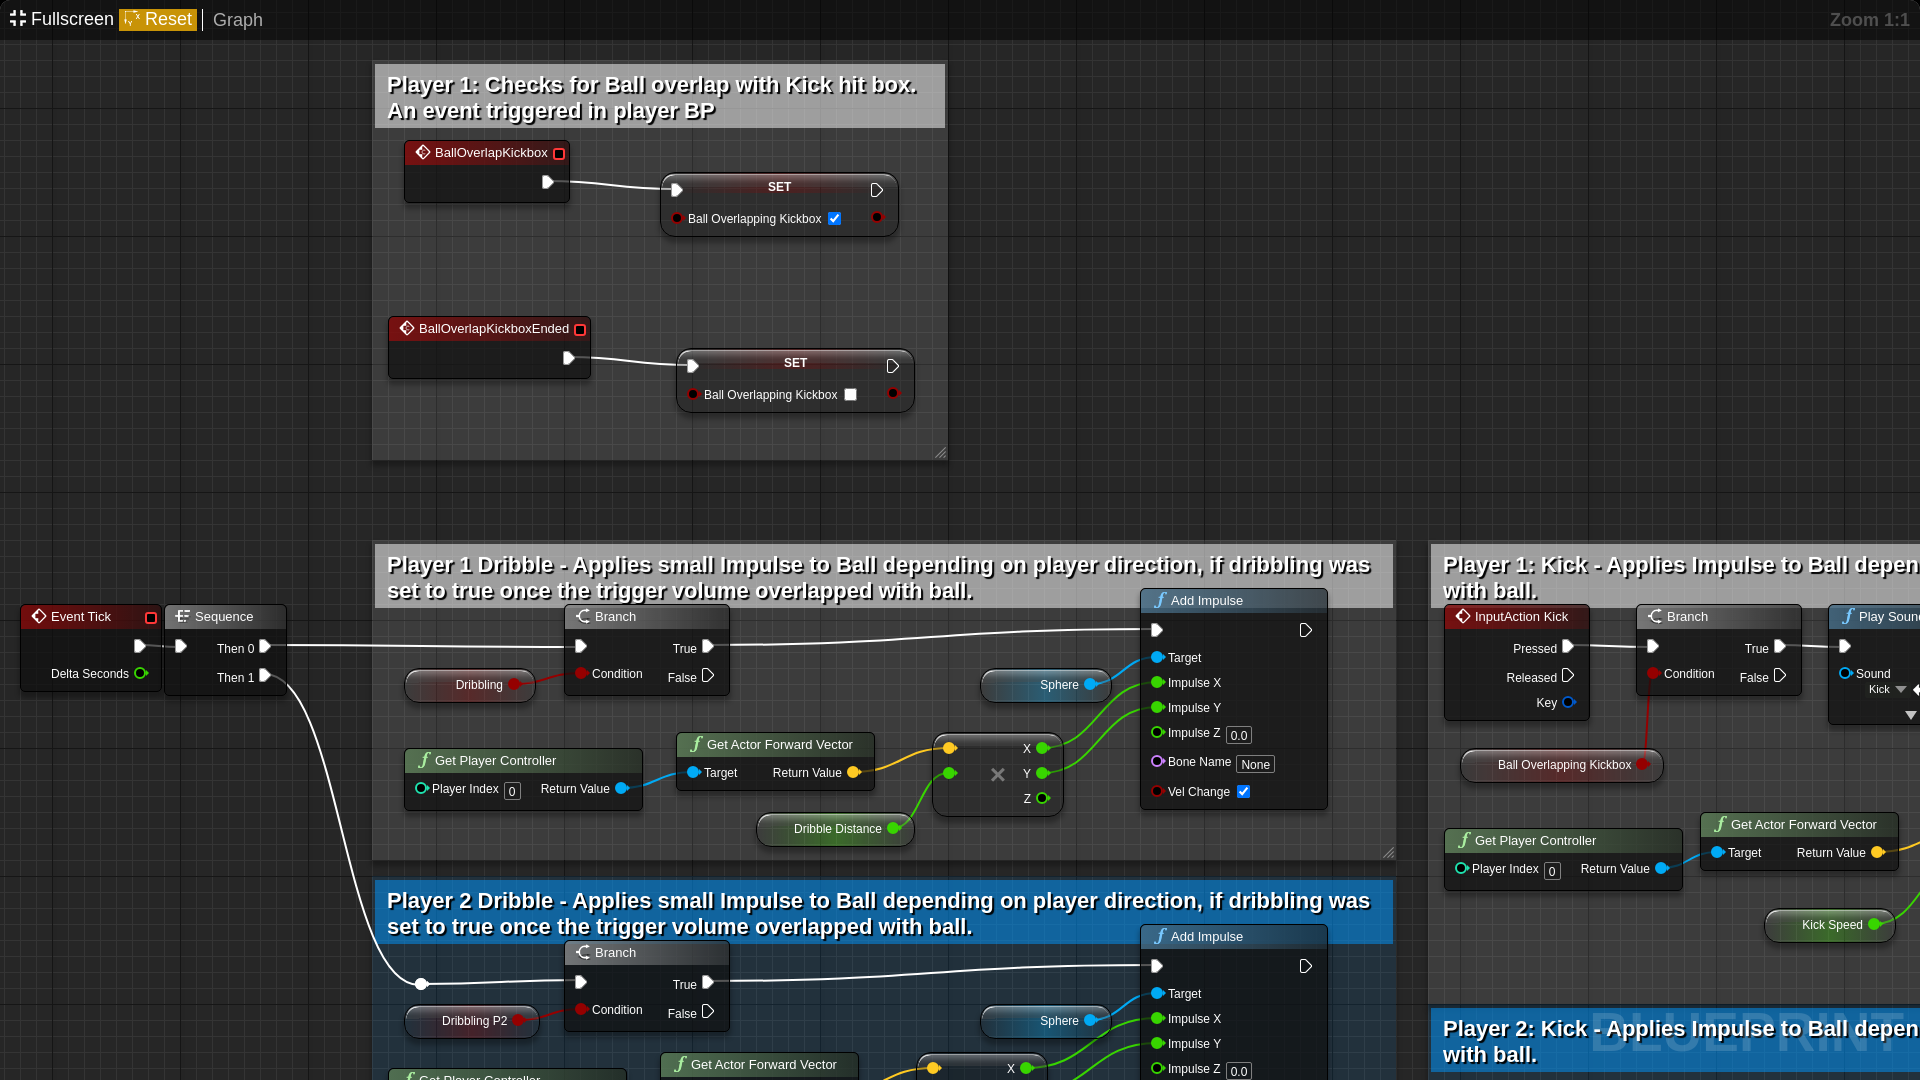 Fullscreen Reset Graph
Zoom 1:1
Player 1: Checks for Ball overlap with Kick hit box.
An event triggered in player BP
BallOverlapKickbox
SET
Ball Overlapping Kickbox
BallOverlapKickboxEnded
SET
Ball Overlapping Kickbox
Event Tick
Delta Seconds
Sequence
Then 0
Then 1
Player 1 Dribble - Applies small Impulse to Ball depending on player direction, if dribbling was
set to true once the trigger volume overlapped with ball.
Branch
True
Condition
False
Dribbling
Get Player Controller
Player Index 0 Return Value
Get Actor Forward Vector
Target Return Value
Dribble Distance
X
Y
Z
Sphere
Add Impulse
Target
Impulse X
Impulse Y
Impulse Z 0.0
Bone Name None
Vel Change
Player 1: Kick - Applies Impulse to Ball depen
with ball.
InputAction Kick
Pressed
Released
Key
Branch
True
Condition
False
Play Soun
Sound
Kick
Ball Overlapping Kickbox
Get Player Controller
Player Index 0 Return Value
Get Actor Forward Vector
Target Return Value
Kick Speed
Player 2 Dribble - Applies small Impulse to Ball depending on player direction, if dribbling was
set to true once the trigger volume overlapped with ball.
Branch
True
Condition
False
Dribbling P2
Get Player Controller
Get Actor Forward Vector
X
Sphere
Add Impulse
Target
Impulse X
Impulse Y
Impulse Z 0.0
Player 2: Kick - Applies Impulse to Ball depen
with ball.
BLUEPRINT